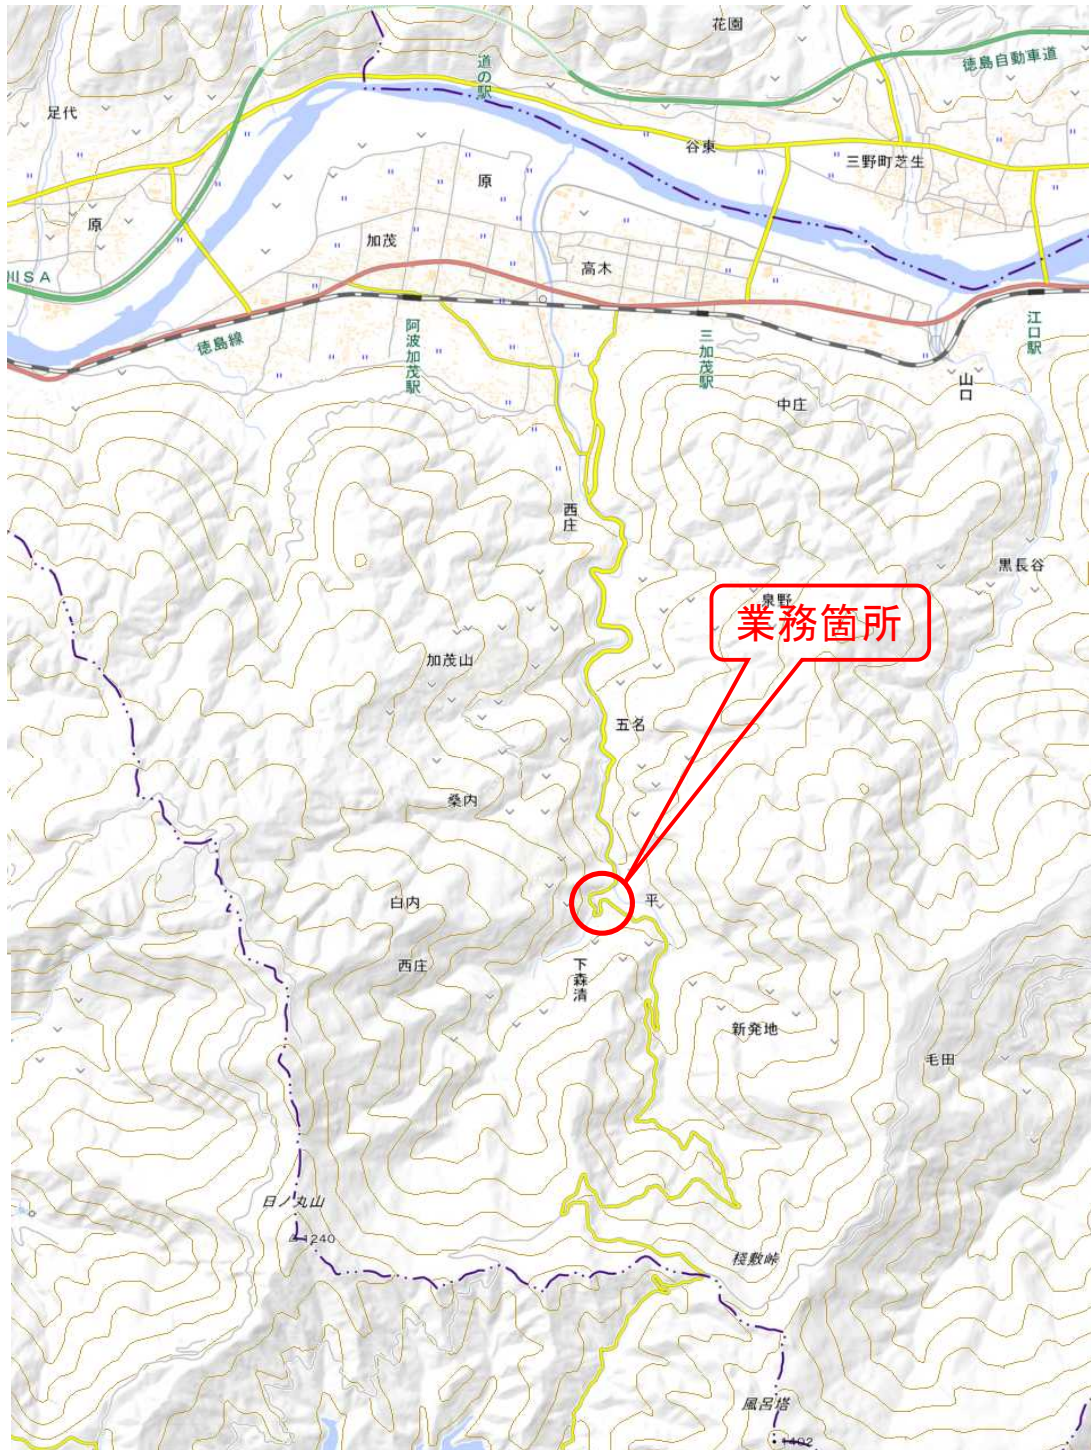 花園
徳島自動車道
道の駅
足代
谷東
三野町芝生
原
原
加茂
高木
川SA
徳島線
阿波加茂駅
三加茂駅
江口駅
山口
中庄
西庄
黒長谷
泉野
業務箇所
加茂山
五名
桑内
白内
平
西庄
下森清
新発地
毛田
日ノ丸山
1240
桟敷峠
風呂塔
1402